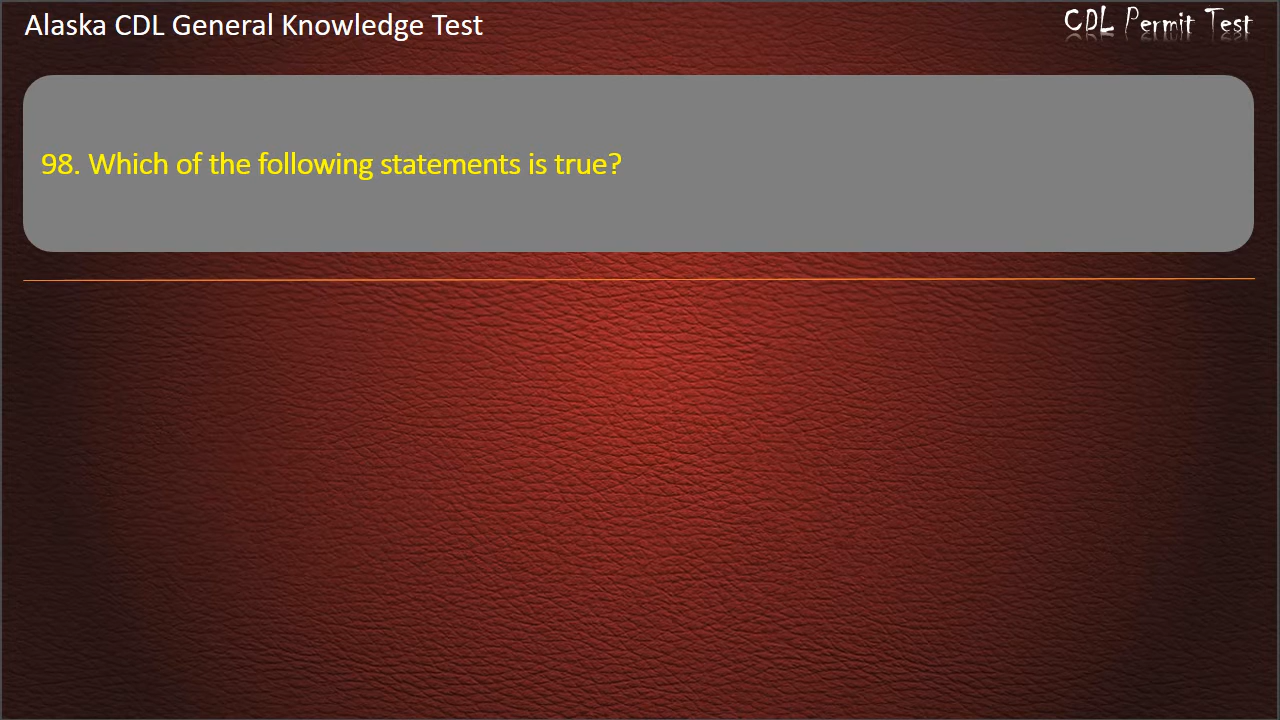 Alaska CDL General Knowledge Test
CDL Permit Test
98. Which of the following statements is true?